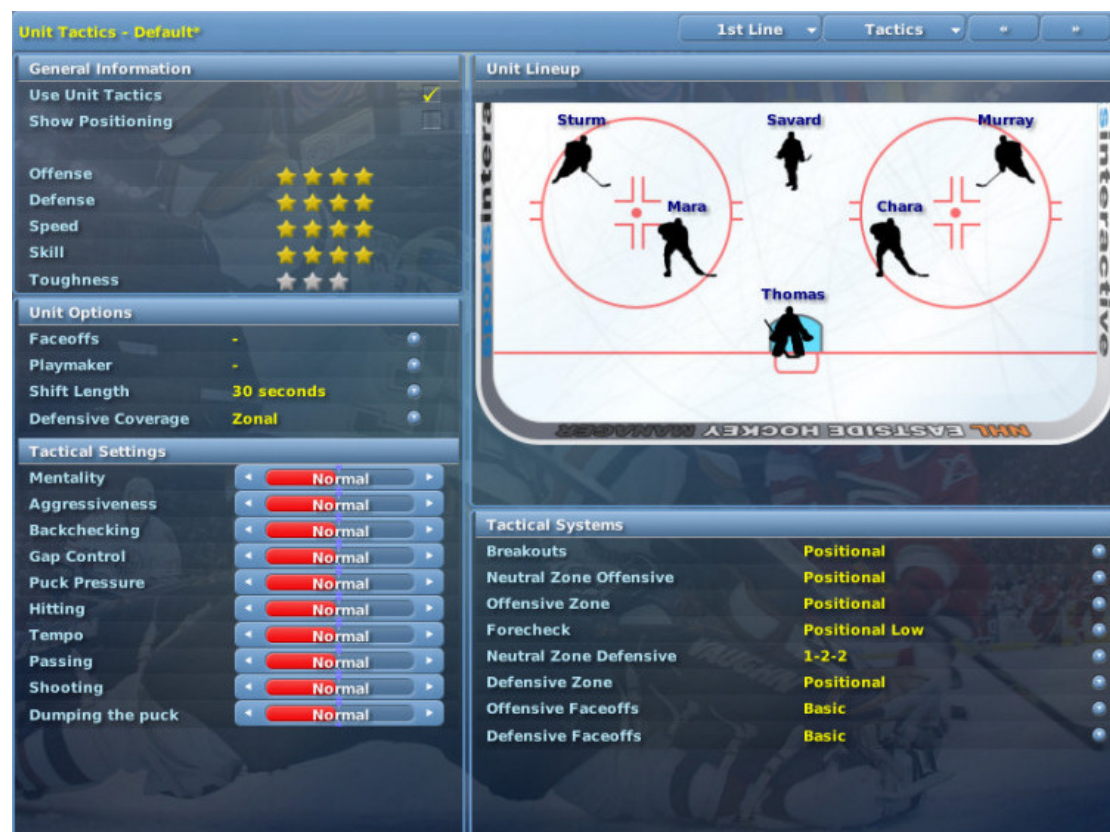 Unit Tactics - Default*
1st Line
Tactics
General Information
Use Unit Tactics
Show Positioning
Offense
Defense
Speed
Skill
Toughness
Unit Options
Faceoffs -
Playmaker -
Shift Length 30 seconds
Defensive Coverage Zonal
Tactical Settings
Mentality Normal
Aggressiveness Normal
Backchecking Normal
Gap Control Normal
Puck Pressure Normal
Hitting Normal
Tempo Normal
Passing Normal
Shooting Normal
Dumping the puck Normal
Unit Lineup
Sturm Savard Murray
Mara Chara
Thomas
sportsintera
sinteractive
NHL EASTSIDE HOCKEY MANAGER
Tactical Systems
Breakouts Positional
Neutral Zone Offensive Positional
Offensive Zone Positional
Forecheck Positional Low
Neutral Zone Defensive 1-2-2
Defensive Zone Positional
Offensive Faceoffs Basic
Defensive Faceoffs Basic